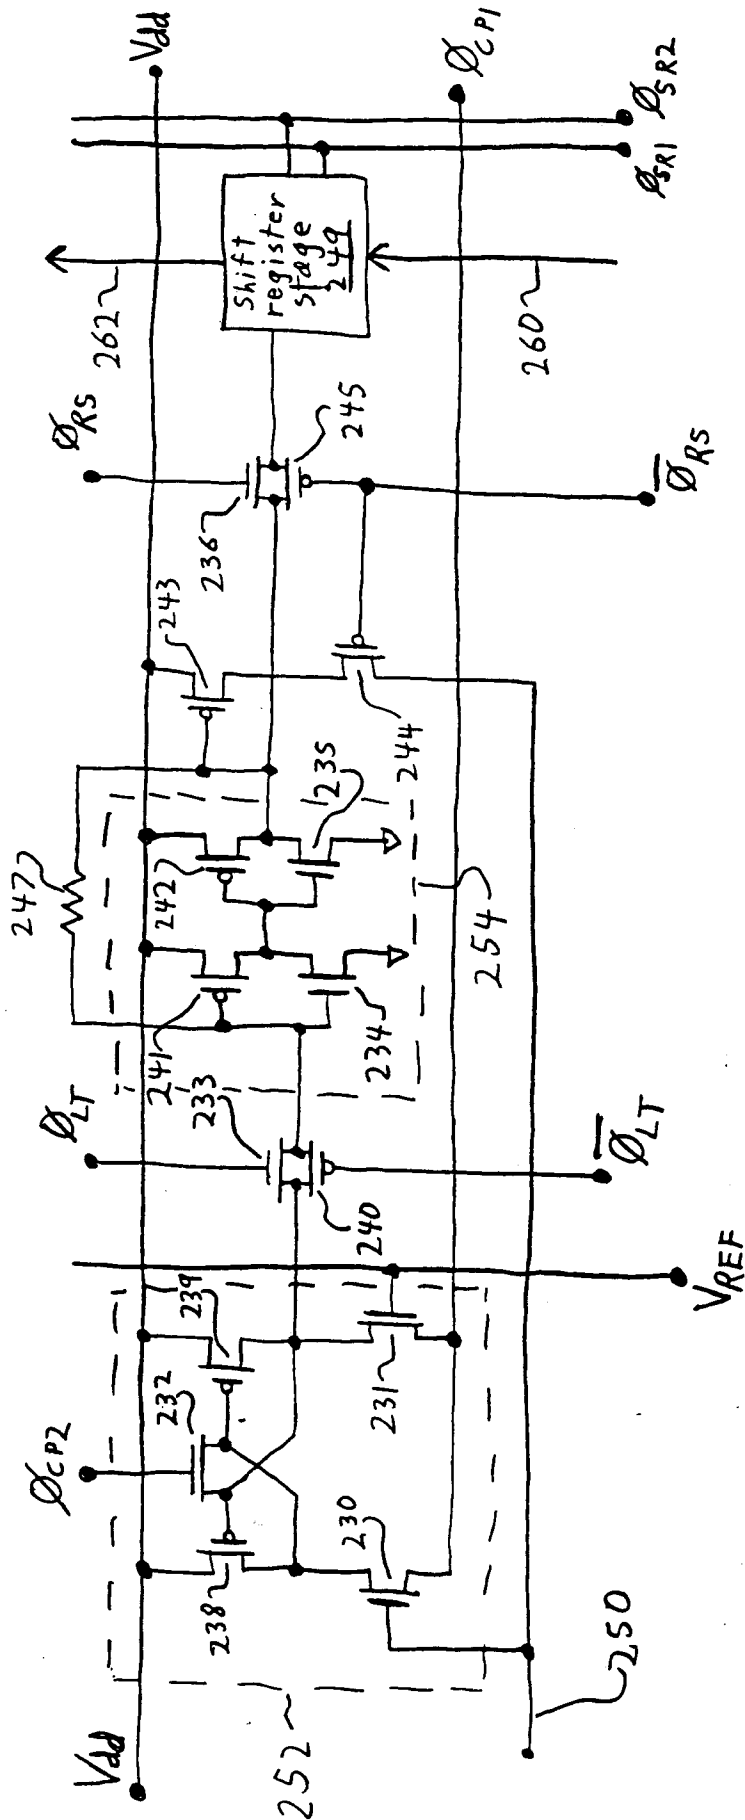 Vdd
ØCP1
ØSR2
ØSR1
Shift
register
stage
249
262
260
ØRS
245
236
ØRS
243
244
235
247
242
254
241
234
233
ØLT
240
ØLT
239
VREF
232
231
ØCP2
230
238
250
252
Vdd